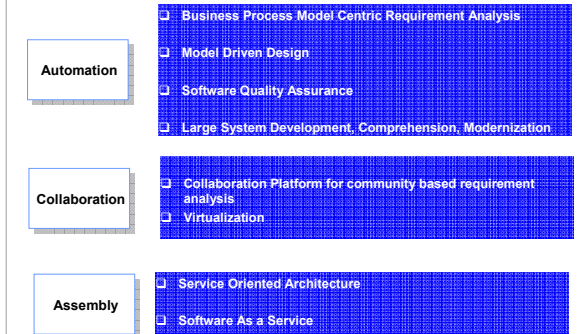 Automation
❑ Business Process Model Centric Requirement Analysis
❑ Model Driven Design
❑ Software Quality Assurance
❑ Large System Development, Comprehension, Modernization
Collaboration
❑ Collaboration Platform for community based requirement
analysis
❑ Virtualization
Assembly
❑ Service Oriented Architecture
❑ Software As a Service